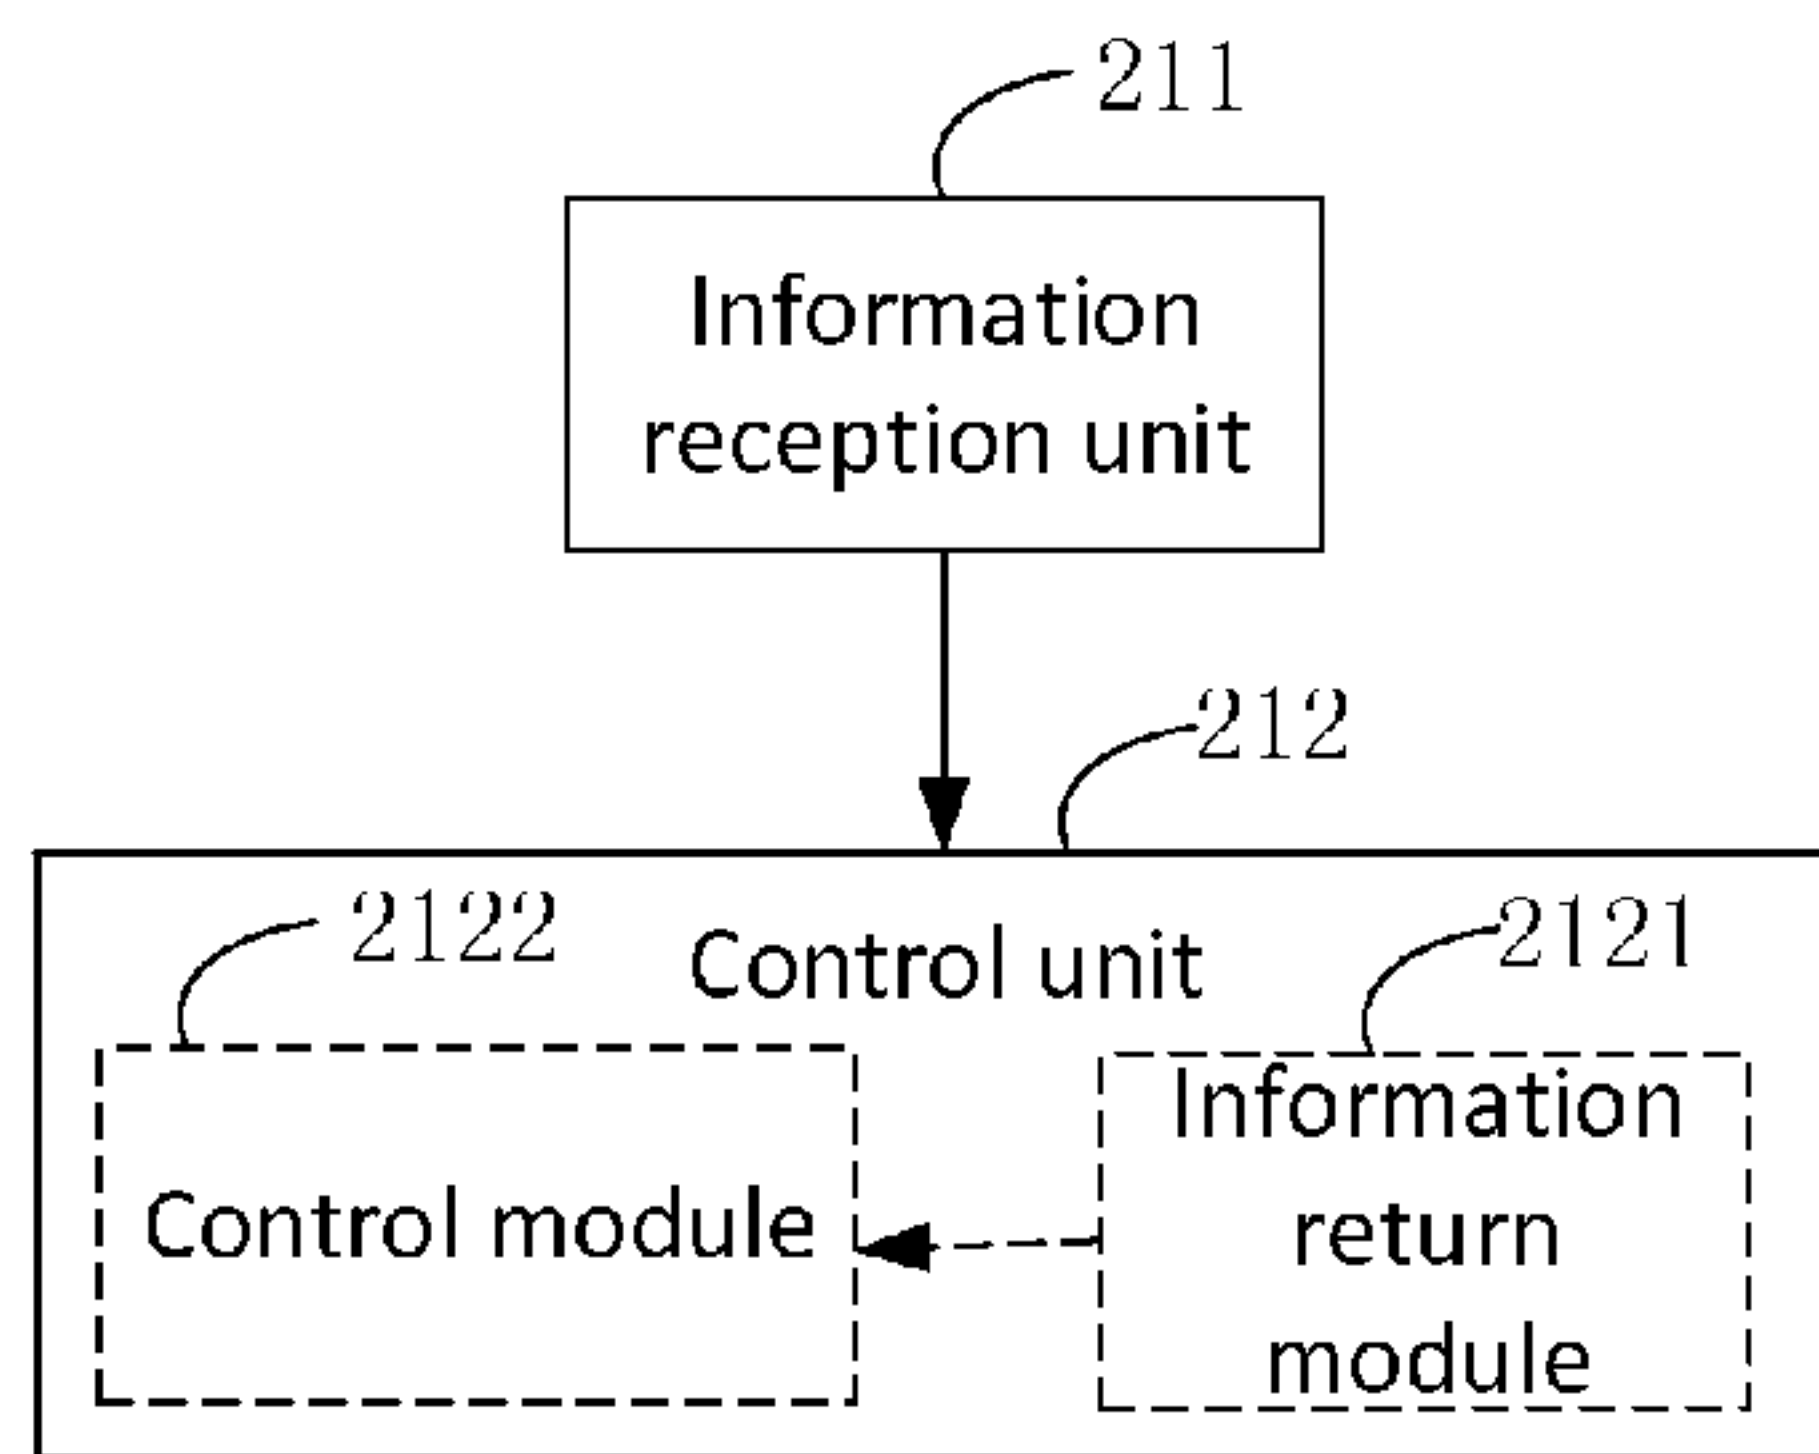 211
Information
reception unit
212
2122
Control unit
2121
Control module
Information
return
module